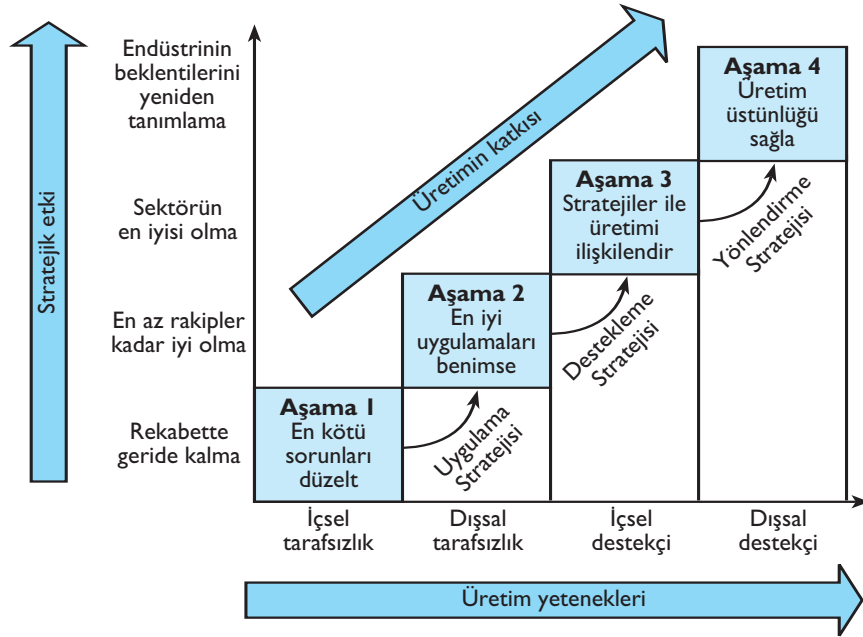 Stratejik etki
Endüstrinin
beklentilerini
yeniden
tanımlama
Sektörün
en iyisi olma
En az rakipler
kadar iyi olma
Rekabette
geride kalma
Üretimin katkısı
Aşama 1
En kötü
sorunları
düzelt
Uygulama
Stratejisi
Aşama 2
En iyi
uygulamaları
benimse
Destekleme
Stratejisi
Aşama 3
Stratejiler ile
üretimi
ilişkilendir
Yönlendirme
Stratejisi
Aşama 4
Üretim
üstünlüğü
sağla
İçsel
tarafsızlık
Dışsal
tarafsızlık
İçsel
destekçi
Dışsal
destekçi
Üretim yetenekleri